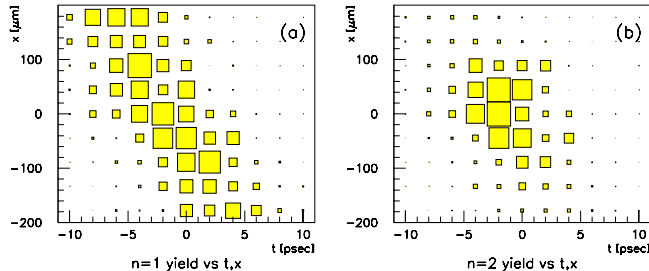 x [μm]
(a)
100
0
−100
−200
−10
−5
0
5
10
t [psec]
n=1 yield vs t,x
x [μm]
(b)
100
0
−100
−200
−10
−5
0
5
10
t [psec]
n=2 yield vs t,x